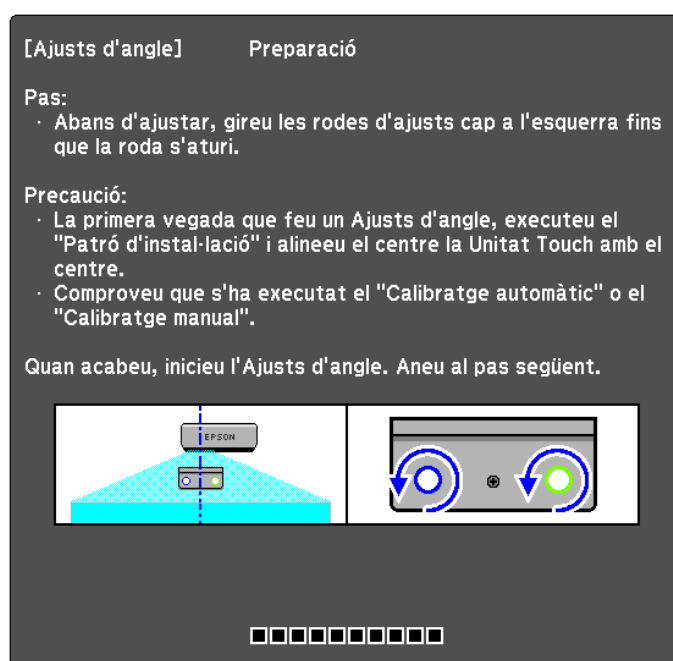 [Ajusts d'angle] Preparació
Pas:
· Abans d'ajustar, gireu les rodes d'ajusts cap a l'esquerra fins
que la roda s'aturi.
Precaució:
· La primera vegada que feu un Ajusts d'angle, executeu el
"Patró d'instal·lació" i alineeu el centre la Unitat Touch amb el
centre.
· Comproveu que s'ha executat el "Calibratge automàtic" o el
"Calibratge manual".
Quan acabeu, inicieu l'Ajusts d'angle. Aneu al pas següent.
EPSON